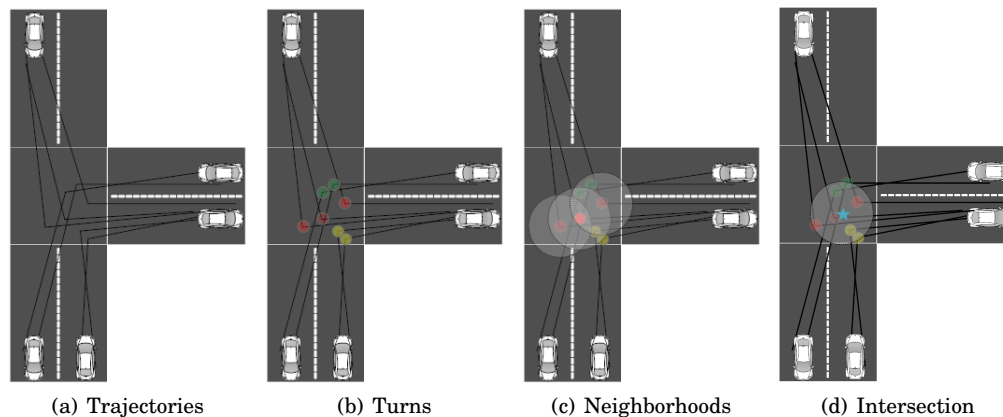 (a) Trajectories
(b) Turns
(c) Neighborhoods
(d) Intersection